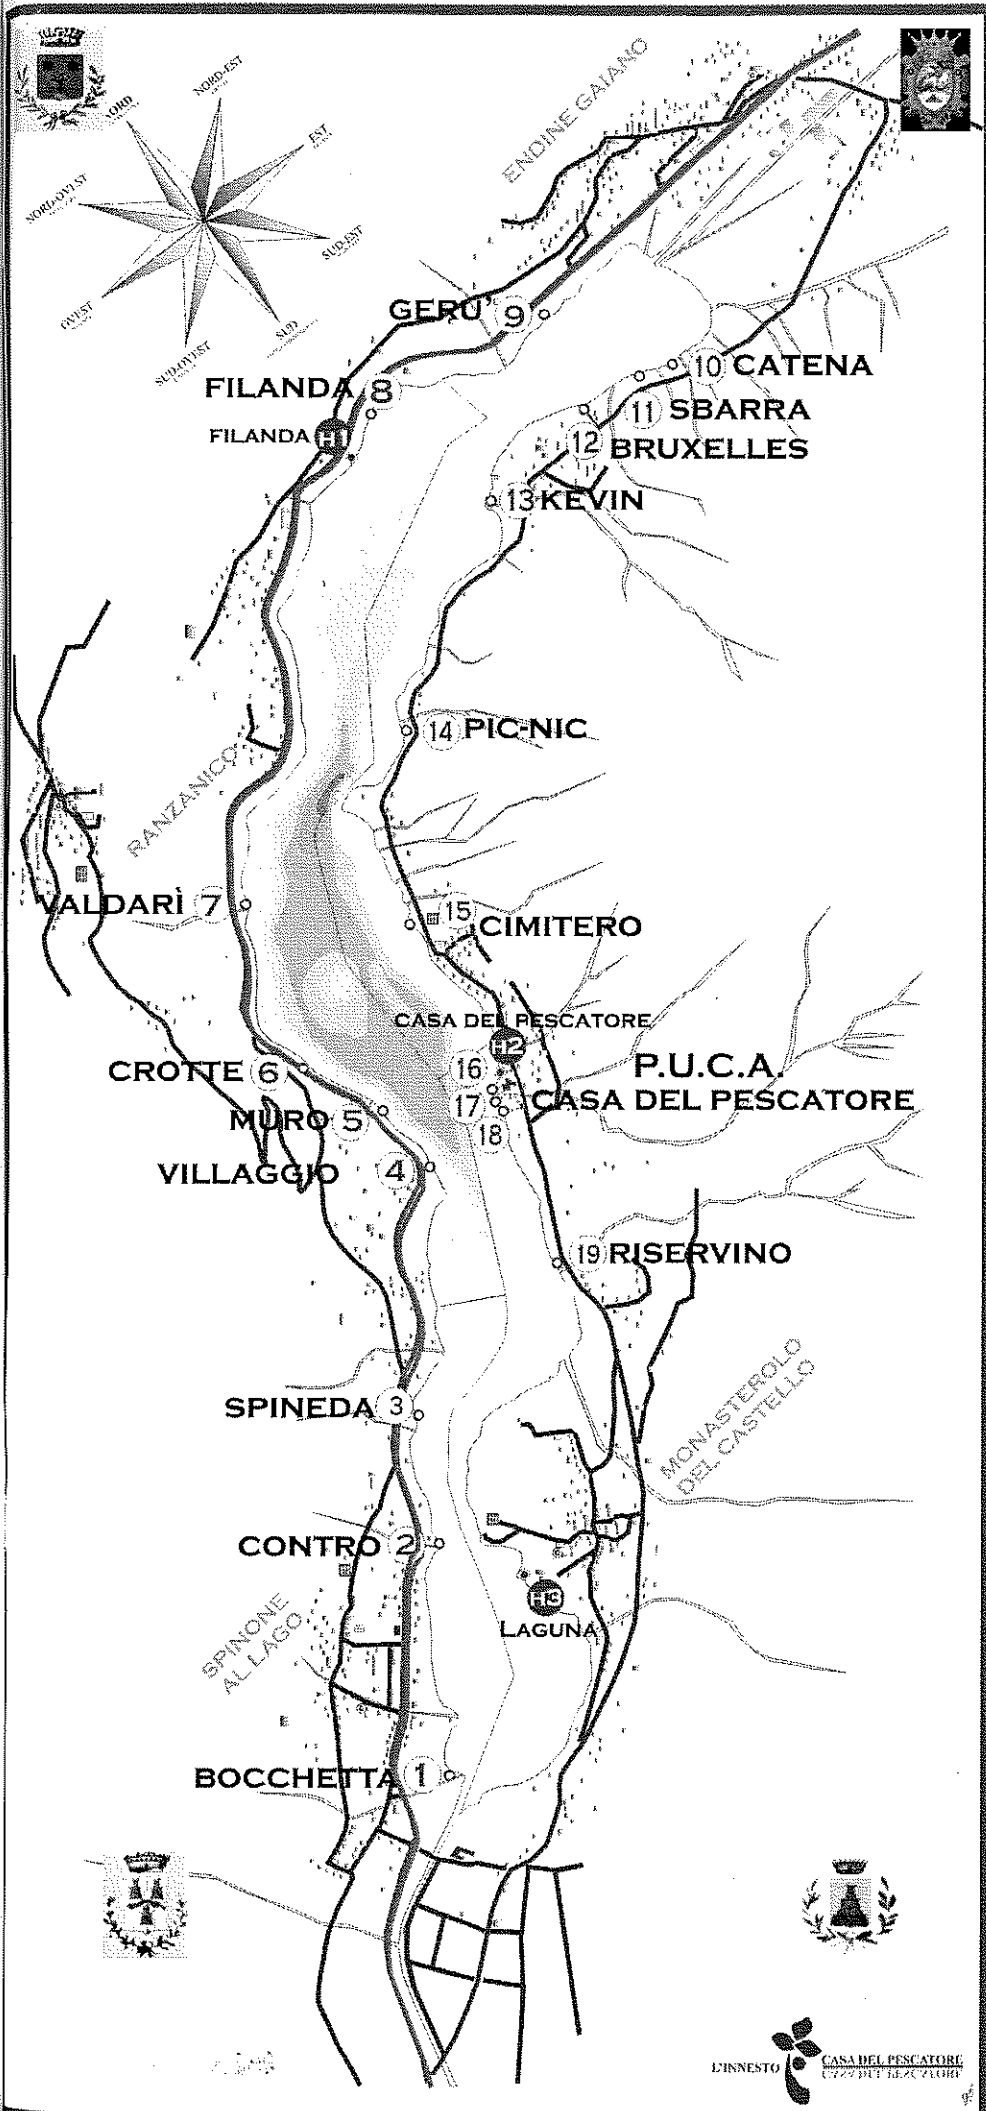 NORD
NORD-EST
EST
NORD-OVEST
SUD-EST
OVEST
SUD
SUD-OVEST
ENDINE GAIANO
GERU' 9
10 CATENA
FILANDA 8
11 SBARRA
FILANDA H1
12 BRUXELLES
13 KEVIN
14 PIC-NIC
RANZANICO
VALDARÌ 7
15 CIMITERO
CASA DEL PESCATORE
H2
CROTTE 6
16 P.U.C.A.
17 CASA DEL PESCATORE
MURO 5
18
VILLAGGIO 4
19 RISERVINO
SPINEDA 3
MONASTEROLO
DEL CASTELLO
CONTRO 2
H3
LAGUNA
SPINONE
AL LAGO
BOCCHETTA 1
L'INNESTO
CASA DEL PESCATORE